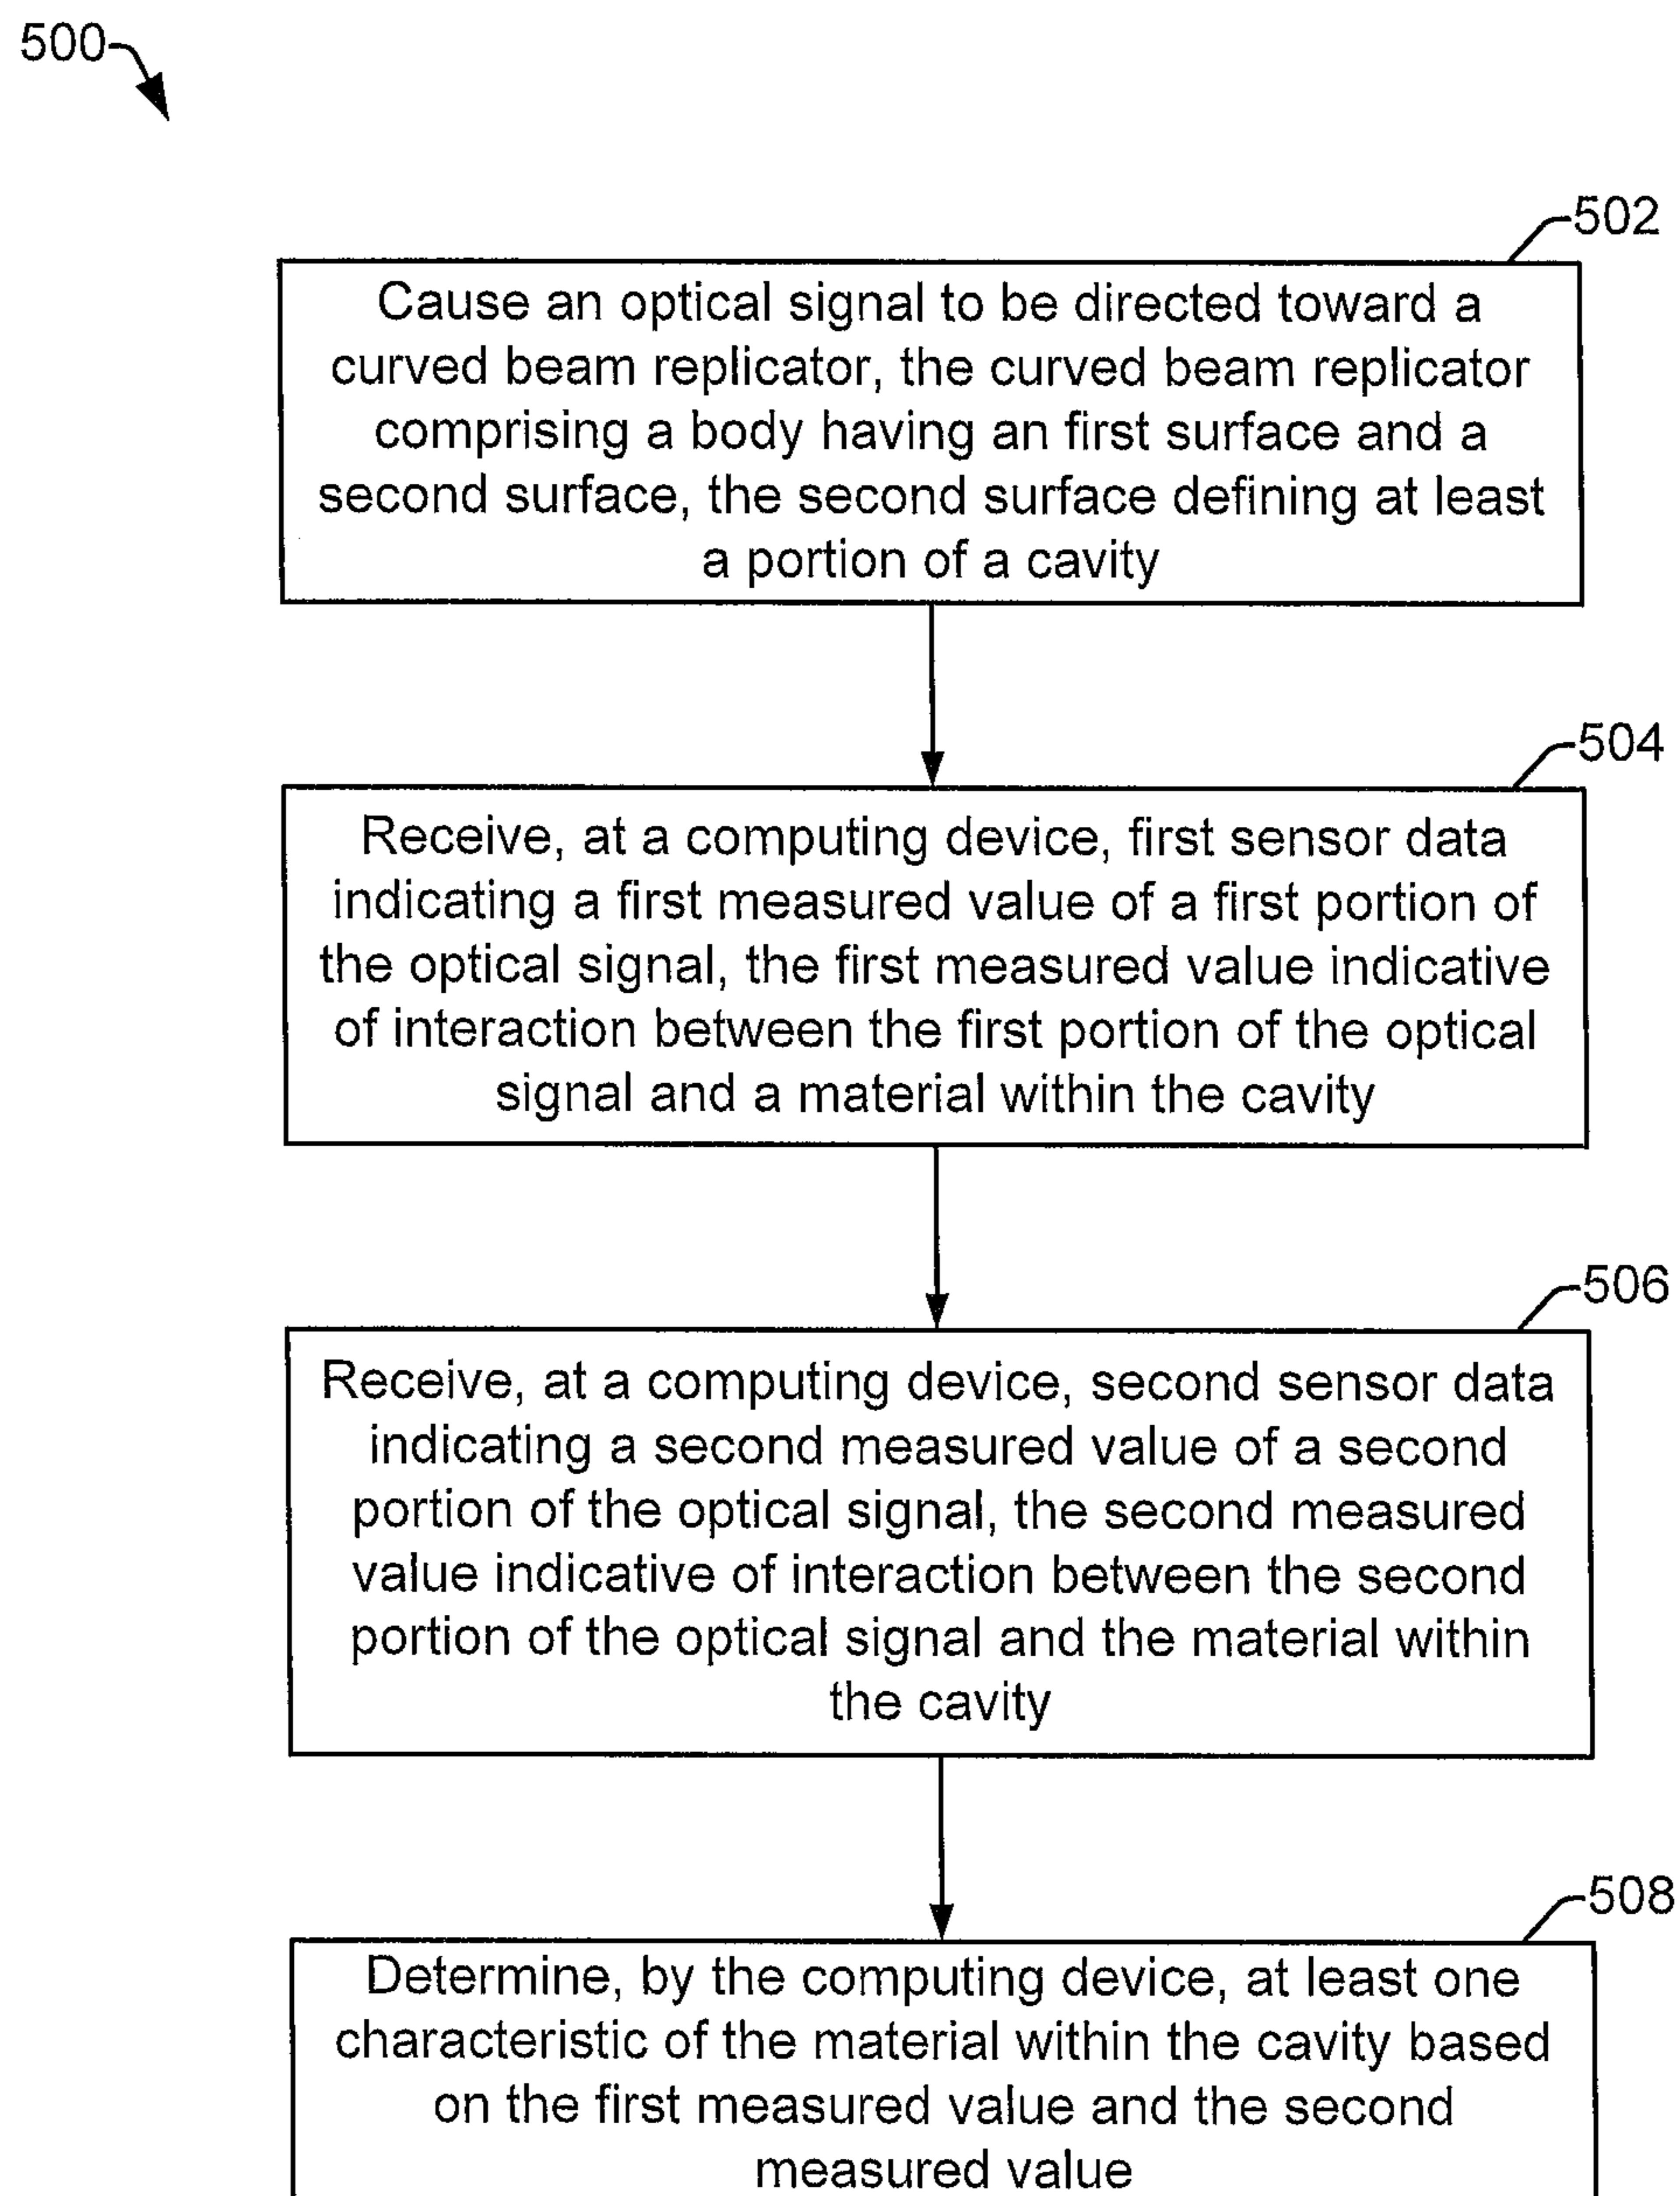 500
502
Cause an optical signal to be directed toward a
curved beam replicator, the curved beam replicator
comprising a body having an first surface and a
second surface, the second surface defining at least
a portion of a cavity
504
Receive, at a computing device, first sensor data
indicating a first measured value of a first portion of
the optical signal, the first measured value indicative
of interaction between the first portion of the optical
signal and a material within the cavity
506
Receive, at a computing device, second sensor data
indicating a second measured value of a second
portion of the optical signal, the second measured
value indicative of interaction between the second
portion of the optical signal and the material within
the cavity
508
Determine, by the computing device, at least one
characteristic of the material within the cavity based
on the first measured value and the second
measured value